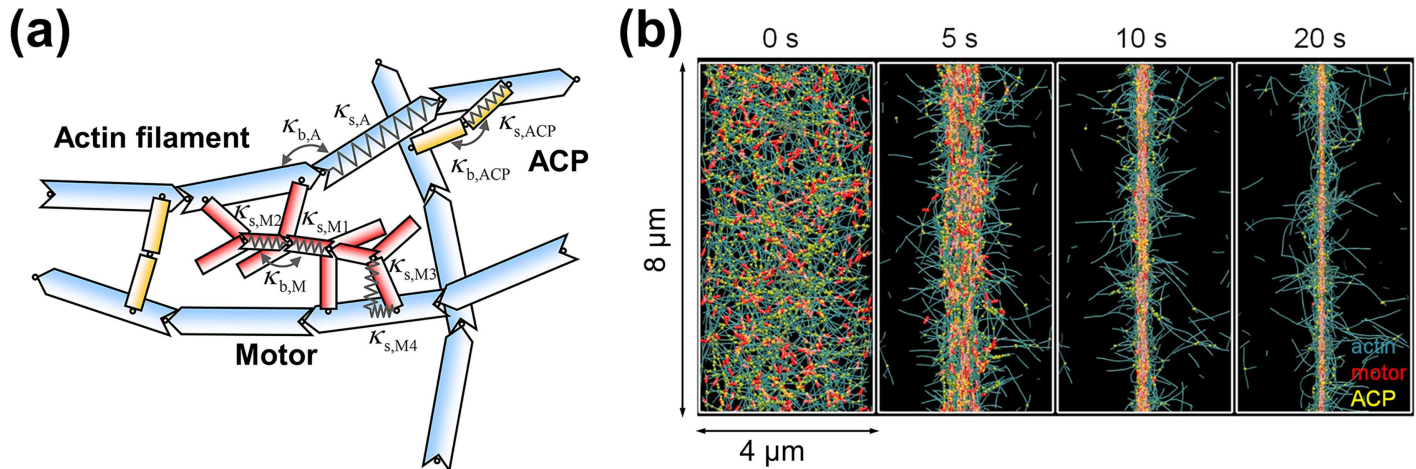 (a)
Actin filament
κb,A
κs,A
κs,ACP
κb,ACP
ACP
κs,M2
κs,M1
κb,M
κs,M3
κs,M4
Motor
(b)
0 s
5 s
10 s
20 s
8 μm
4 μm
actin
motor
ACP